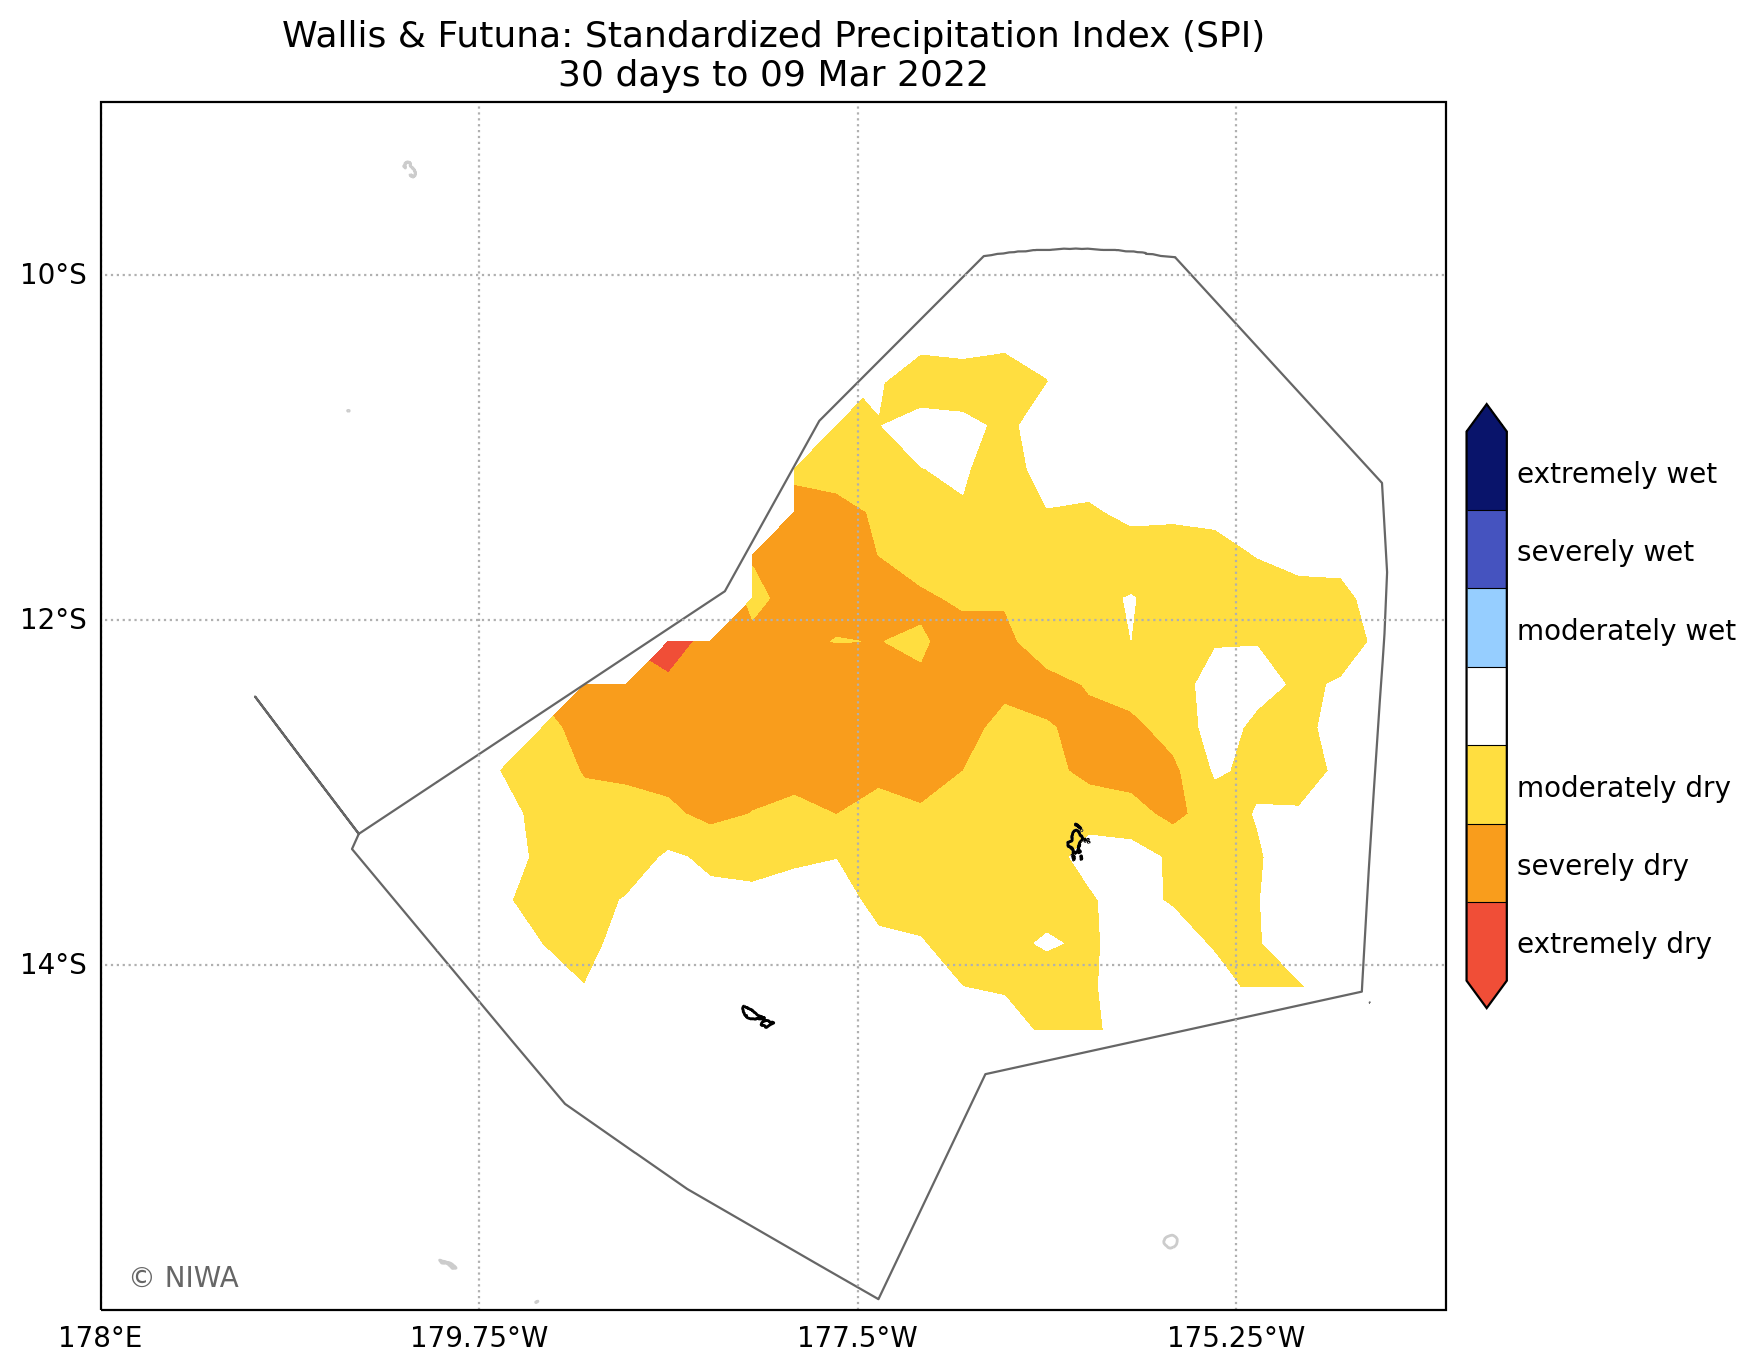 Wallis & Futuna: Standardized Precipitation Index (SPI)
30 days to 09 Mar 2022
10°S
12°S
14°S
extremely wet
severely wet
moderately wet
moderately dry
severely dry
extremely dry
© NIWA
178°E
179.75°W
177.5°W
175.25°W